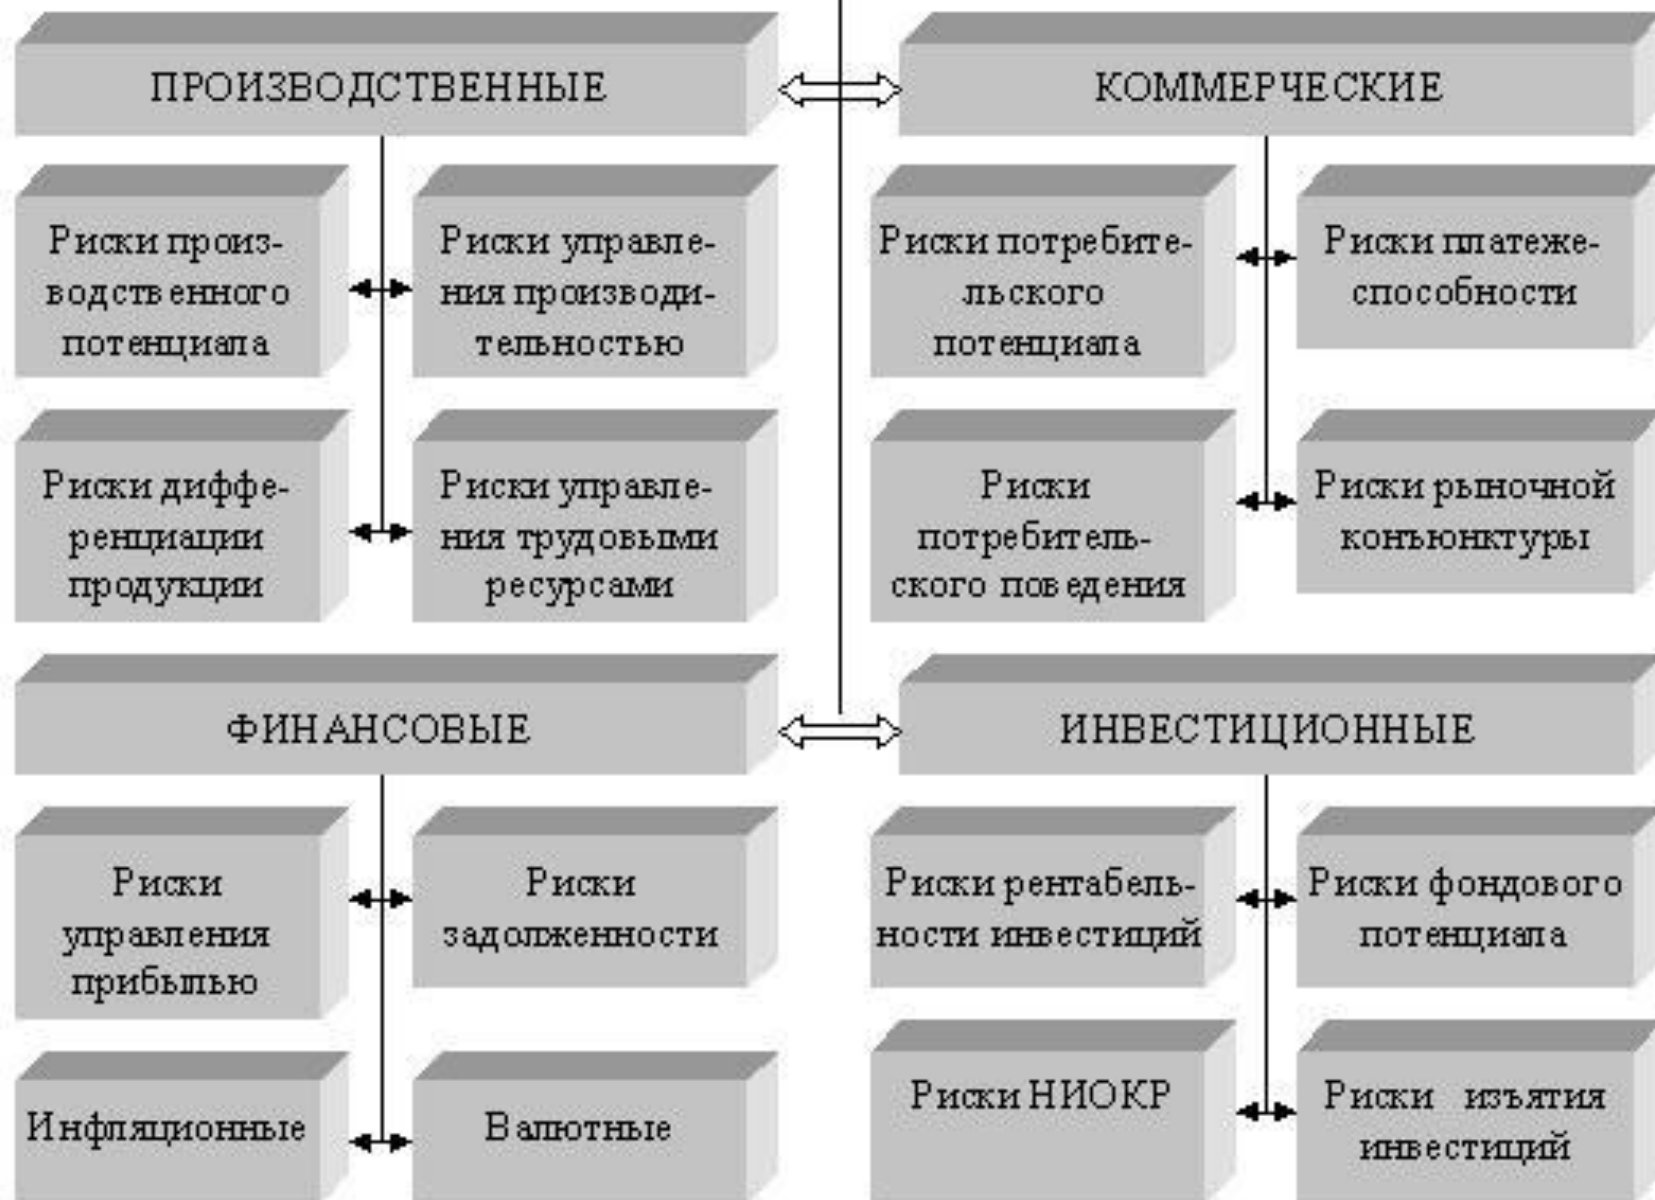 ПРОИЗВОДСТВЕННЫЕ
КОММЕРЧЕСКИЕ
Риски произ-
водственного
потенциала
Риски управле-
ния производи-
тельностью
Риски потребите-
льского
потенциала
Риски платеже-
способности
Риски диффе-
ренциации
продукции
Риски управле-
ния трудовыми
ресурсами
Риски
потребитель-
ского поведения
Риски рыночной
конъюнктуры
ФИНАНСОВЫЕ
ИНВЕСТИЦИОННЫЕ
Риски
управления
прибылью
Риски
задолженности
Риски рентабель-
ности инвестиций
Риски фондового
потенциала
Инфляционные
Валютные
Риски НИОКР
Риски изъятия
инвестиций